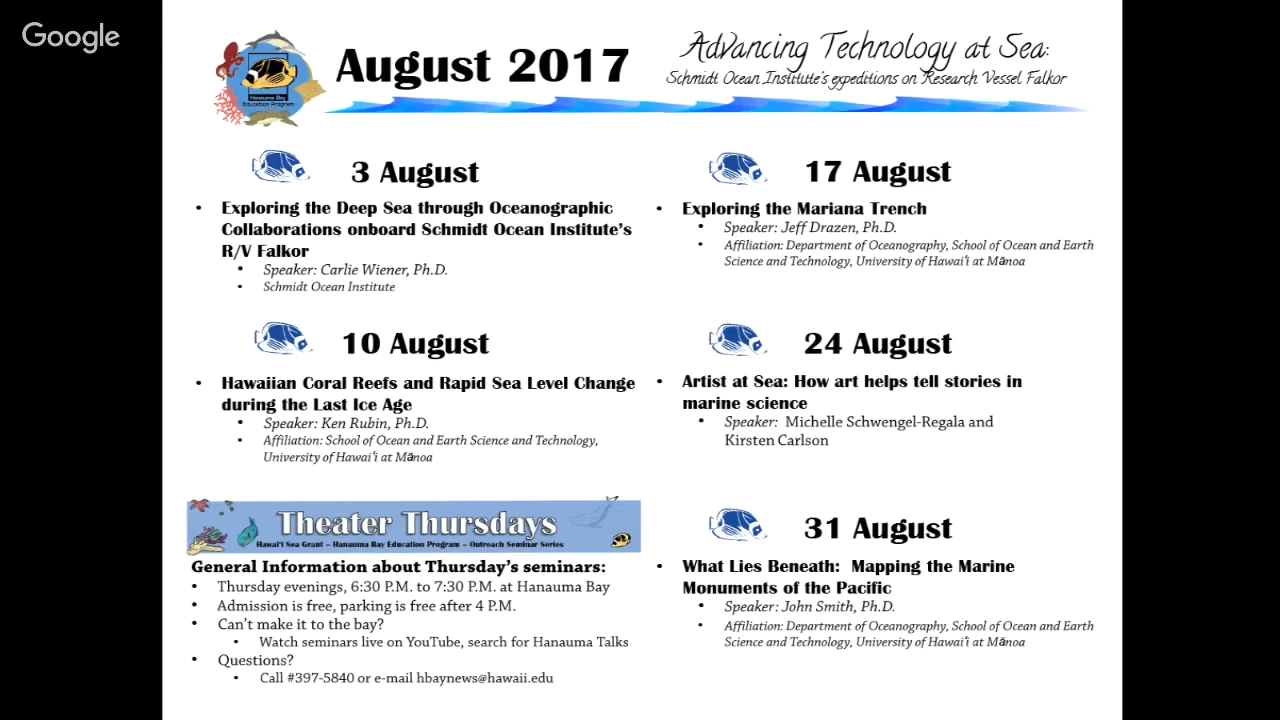 Google
Hanauma Bay
Education Program
August 2017
Advancing Technology at Sea:
Schmidt Ocean Institute's expeditions on Research Vessel Falkor
3 August
• Exploring the Deep Sea through Oceanographic
Collaborations onboard Schmidt Ocean Institute's
R/V Falkor
• Speaker: Carlie Wiener, Ph.D.
• Schmidt Ocean Institute
10 August
• Hawaiian Coral Reefs and Rapid Sea Level Change
during the Last Ice Age
• Speaker: Ken Rubin, Ph.D.
• Affiliation: School of Ocean and Earth Science and Technology,
University of Hawai'i at Mānoa
Theater Thursdays
Hawai'i Sea Grant – Hanauma Bay Education Program – Outreach Seminar Series
General Information about Thursday's seminars:
• Thursday evenings, 6:30 P.M. to 7:30 P.M. at Hanauma Bay
• Admission is free, parking is free after 4 P.M.
• Can't make it to the bay?
• Watch seminars live on YouTube, search for Hanauma Talks
• Questions?
• Call #397-5840 or e-mail hbaynews@hawaii.edu
17 August
• Exploring the Mariana Trench
• Speaker: Jeff Drazen, Ph.D.
• Affiliation: Department of Oceanography, School of Ocean and Earth
Science and Technology, University of Hawai'i at Mānoa
24 August
• Artist at Sea: How art helps tell stories in
marine science
• Speaker: Michelle Schwengel-Regala and
Kirsten Carlson
31 August
• What Lies Beneath: Mapping the Marine
Monuments of the Pacific
• Speaker: John Smith, Ph.D.
• Affiliation: Department of Oceanography, School of Ocean and Earth
Science and Technology, University of Hawai'i at Mānoa